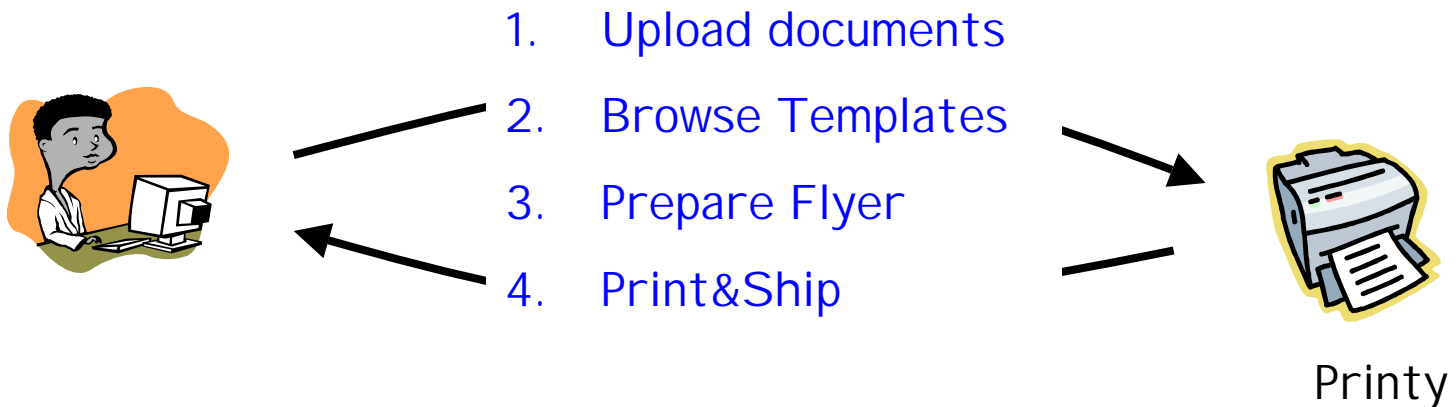 1. Upload documents
2. Browse Templates
3. Prepare Flyer
4. Print&Ship
Printy